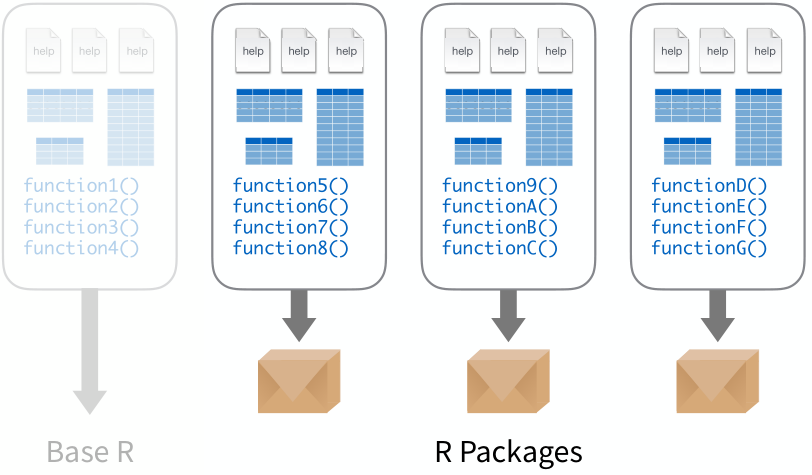 help help help
function1()
function2()
function3()
function4()
help help help
function5()
function6()
function7()
function8()
help help help
function9()
functionA()
functionB()
functionC()
help help help
functionD()
functionE()
functionF()
functionG()
Base R
R Packages